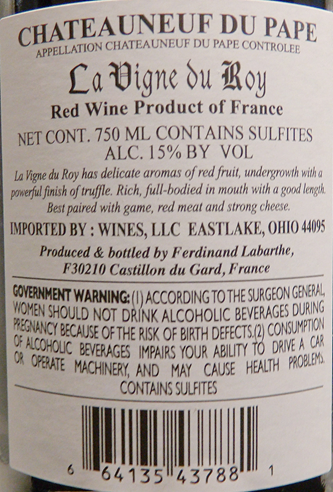 CHATEAUNEUF DU PAPE
APPELLATION CHATEAUNEUF DU PAPE CONTROLEE
La Vigne du Roy
Red Wine Product of France
NET CONT. 750 ML CONTAINS SULFITES
ALC. 15% BY VOL
La Vigne du Roy has delicate aromas of red fruit, undergrowth with a
powerful finish of truffle. Rich, full-bodied in mouth with a good length.
Best paired with game, red meat and strong cheese.
IMPORTED BY : WINES, LLC EASTLAKE, OHIO 44095
Produced & bottled by Ferdinand Labarthe,
F30210 Castillon du Gard, France
GOVERNMENT WARNING: (1) ACCORDING TO THE SURGEON GENERAL,
WOMEN SHOULD NOT DRINK ALCOHOLIC BEVERAGES DURING
PREGNANCY BECAUSE OF THE RISK OF BIRTH DEFECTS.(2) CONSUMPTION
OF ALCOHOLIC BEVERAGES IMPAIRS YOUR ABILITY TO DRIVE A CAR
OR OPERATE MACHINERY, AND MAY CAUSE HEALTH PROBLEMS.
CONTAINS SULFITES
6 64135 43788 1